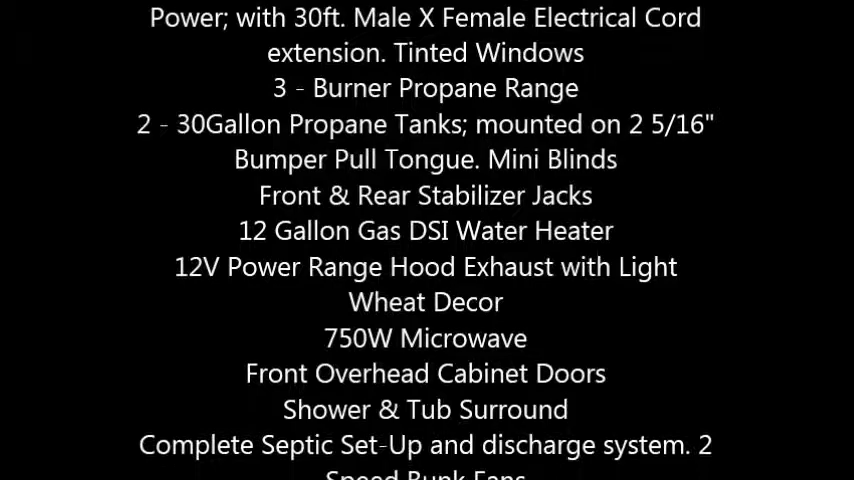 Power; with 30ft. Male X Female Electrical Cord
extension. Tinted Windows
3 - Burner Propane Range
2 - 30Gallon Propane Tanks; mounted on 2 5/16"
Bumper Pull Tongue. Mini Blinds
Front & Rear Stabilizer Jacks
12 Gallon Gas DSI Water Heater
12V Power Range Hood Exhaust with Light
Wheat Decor
750W Microwave
Front Overhead Cabinet Doors
Shower & Tub Surround
Complete Septic Set-Up and discharge system. 2
Speed Bunk Fans